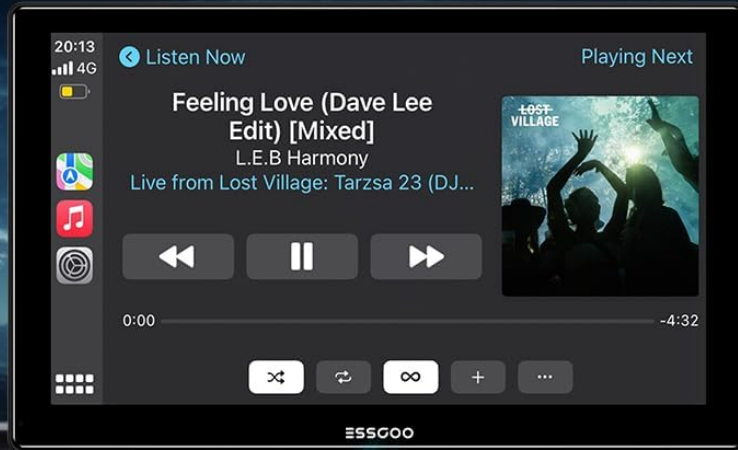 20:13
4G
Listen Now
Playing Next
Feeling Love (Dave Lee
Edit) [Mixed]
L.E.B Harmony
Live from Lost Village: Tarzsa 23 (DJ...
LOST
VILLAGE
0:00
-4:32
ESSGOO